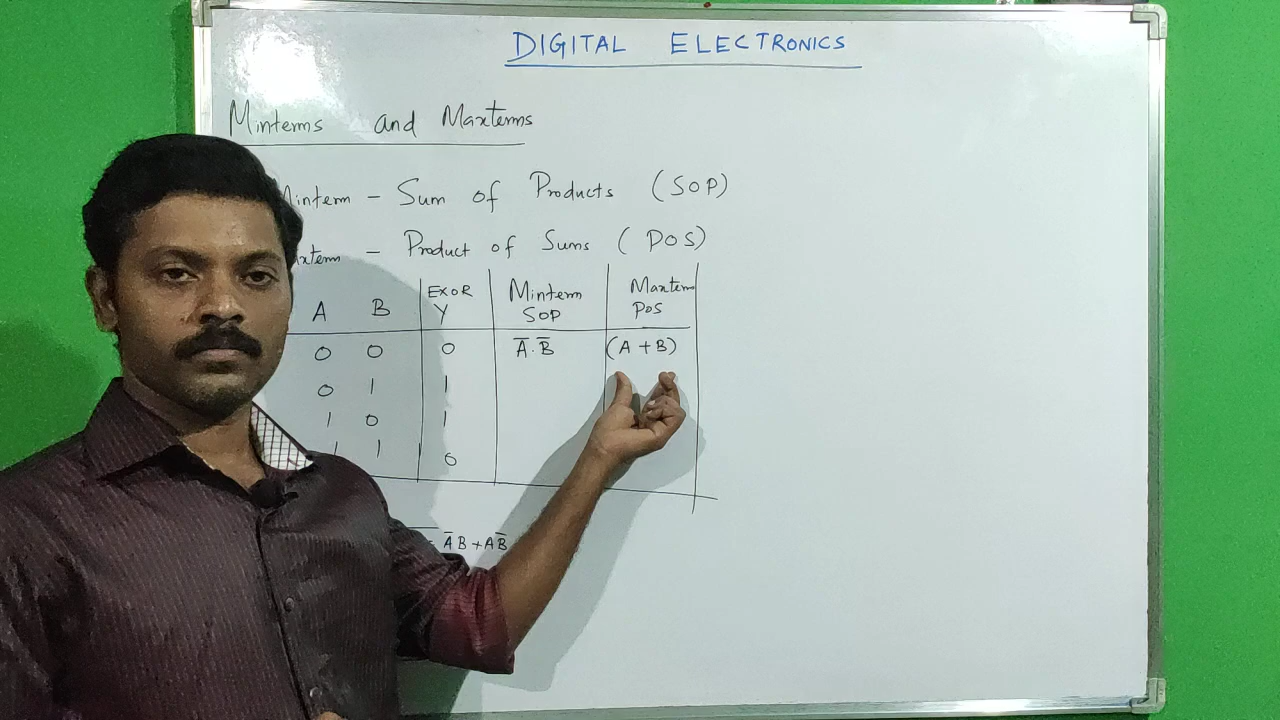 DIGITAL ELECTRONICS
Minterms and Maxterms
Minterm - Sum of Products (SOP)
- Product of Sums (POS)
A B EXOR Y Minterm SOP Maxterm POS
0 0 0 A̅.B̅ (A + B)
0 1 1
1 0 1
1 1 0
A̅B + AB̅